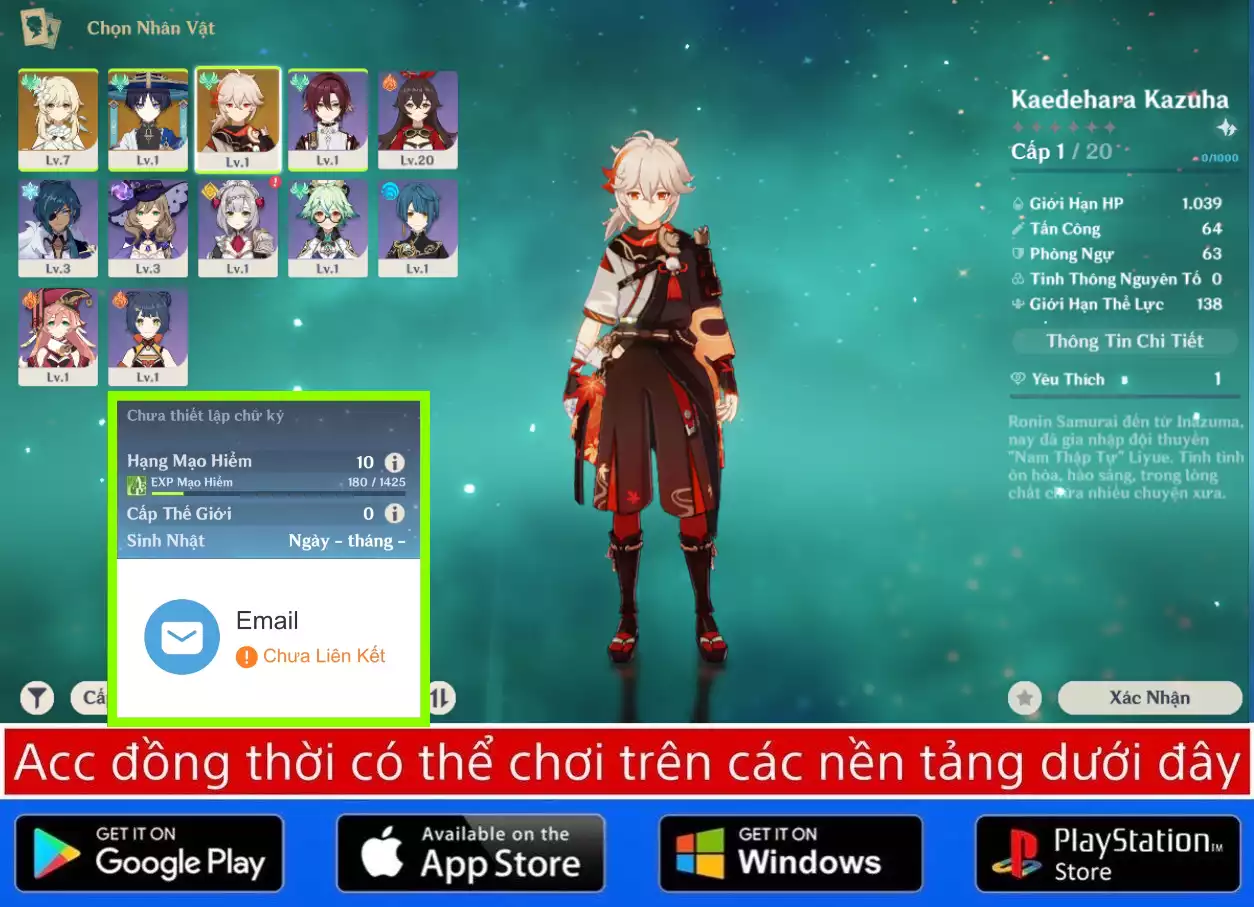 Chọn Nhân Vật
Lv.7
Lv.1
Lv.1
Lv.1
Lv.20
Lv.3
Lv.3
Lv.1
Lv.1
Lv.1
Lv.1
Lv.1
Kaedehara Kazuha
Cấp 1 / 20
0/1000
Giới Hạn HP 1.039
Tấn Công 64
Phòng Ngự 63
Tinh Thông Nguyên Tố 0
Giới Hạn Thể Lực 138
Thông Tin Chi Tiết
Yêu Thích 1
Ronin Samurai đến từ Inazuma,
nay đã gia nhập đội thuyền
"Nam Thập Tự" Liyue. Tính tình
ôn hòa, hào sảng, trong lòng
chất chứa nhiều chuyện xưa.
Chưa thiết lập chữ ký
Hạng Mạo Hiểm 10
EXP Mạo Hiểm 180 / 1425
Cấp Thế Giới 0
Sinh Nhật Ngày - tháng -
Email
Chưa Liên Kết
Xác Nhận
Acc đồng thời có thể chơi trên các nền tảng dưới đây
GET IT ON
Google Play
Available on the
App Store
GET IT ON
Windows
PlayStation TM
Store